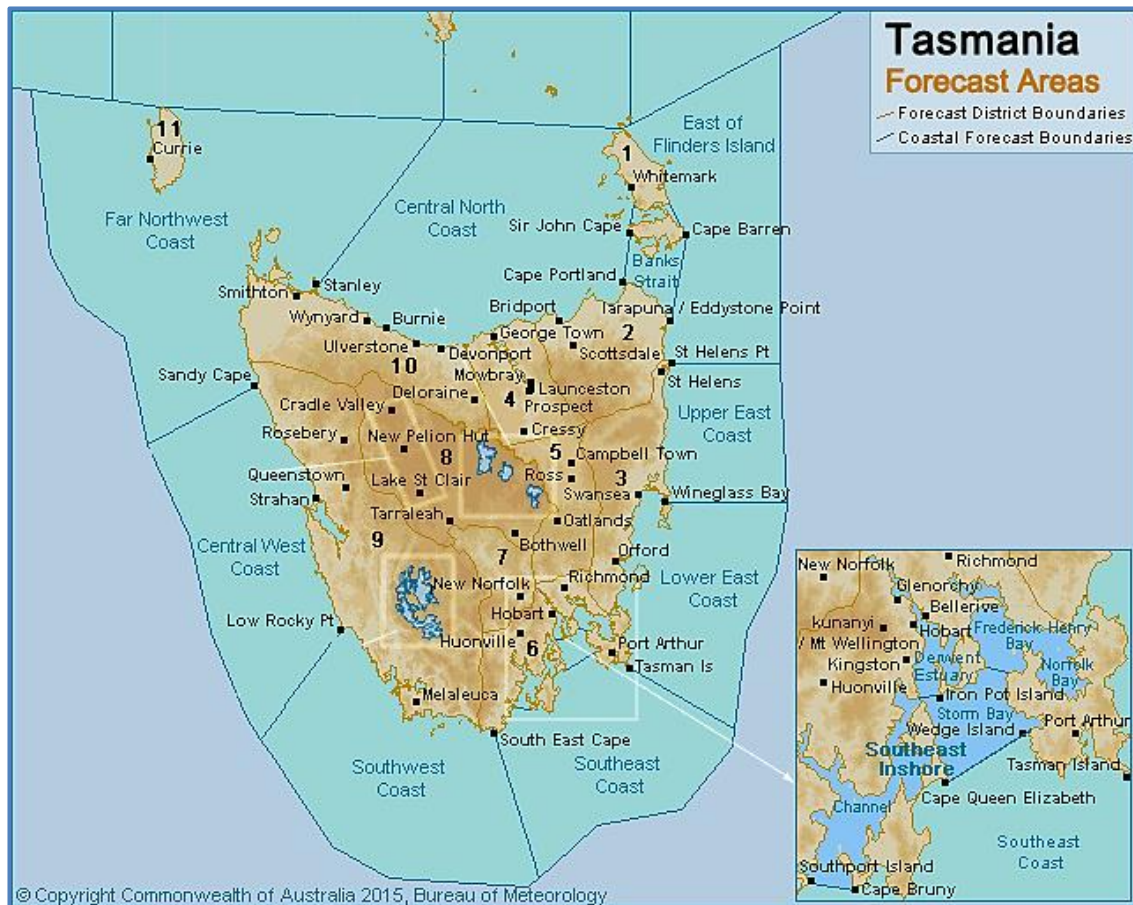 Tasmania
Forecast Areas
Forecast District Boundaries
Coastal Forecast Boundaries
11
Currie
East of
Flinders Island
1
Whitemark
Far Northwest
Coast
Central North
Coast
Sir John Cape
Cape Barren
Banks
Strait
Cape Portland
Stanley
Smithton
Bridport
larapuna / Eddystone Point
Wynyard
Burnie
George Town
2
Ulverstone
Devonport
Scottsdale
St Helens Pt
10
Mowbray
Launceston
St Helens
Sandy Cape
Deloraine
4
Prospect
Cradle Valley
Cressy
Upper East
Coast
Rosebery
New Pelion Hut
8
5
Campbell Town
Queenstown
Lake St Clair
Ross
3
Strahan
Swansea
Wineglass Bay
Tarraleah
Oatlands
9
Bothwell
Central West
Coast
7
Orford
New Norfolk
Richmond
Lower East
Coast
Low Rocky Pt
Hobart
Huonville
6
Port Arthur
Tasman Is
Melaleuca
South East Cape
Southwest
Coast
Southeast
Coast
New Norfolk
Richmond
Glenorchy
Bellerive
kunanyi
/ Mt Wellington
Hobart
Frederick Henry
Bay
Kingston
Derwent
Estuary
Norfolk
Bay
Huonville
Iron Pot Island
Storm Bay
Port Arthur
Wedge Island
Southeast
Inshore
Tasman Island
Cape Queen Elizabeth
Channel
Southeast
Coast
Southport Island
Cape Bruny
© Copyright Commonwealth of Australia 2015, Bureau of Meteorology